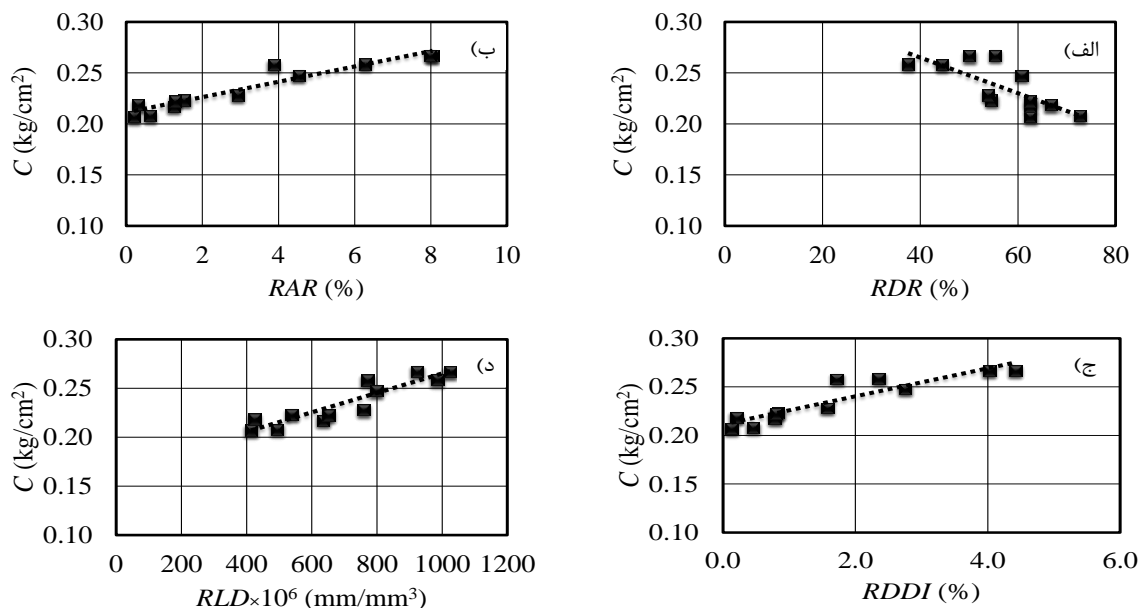 0.30
0.25
0.20
0.15
0.10
C (kg/cm²)
ب)
0 2 4 6 8 10
RAR (%)
0.30
0.25
0.20
0.15
0.10
C (kg/cm²)
الف)
0 20 40 60 80
RDR (%)
0.30
0.25
0.20
0.15
0.10
C (kg/cm²)
د)
0 200 400 600 800 1000 1200
RLD×10⁶ (mm/mm³)
0.30
0.25
0.20
0.15
0.10
C (kg/cm²)
ج)
0.0 2.0 4.0 6.0
RDDI (%)